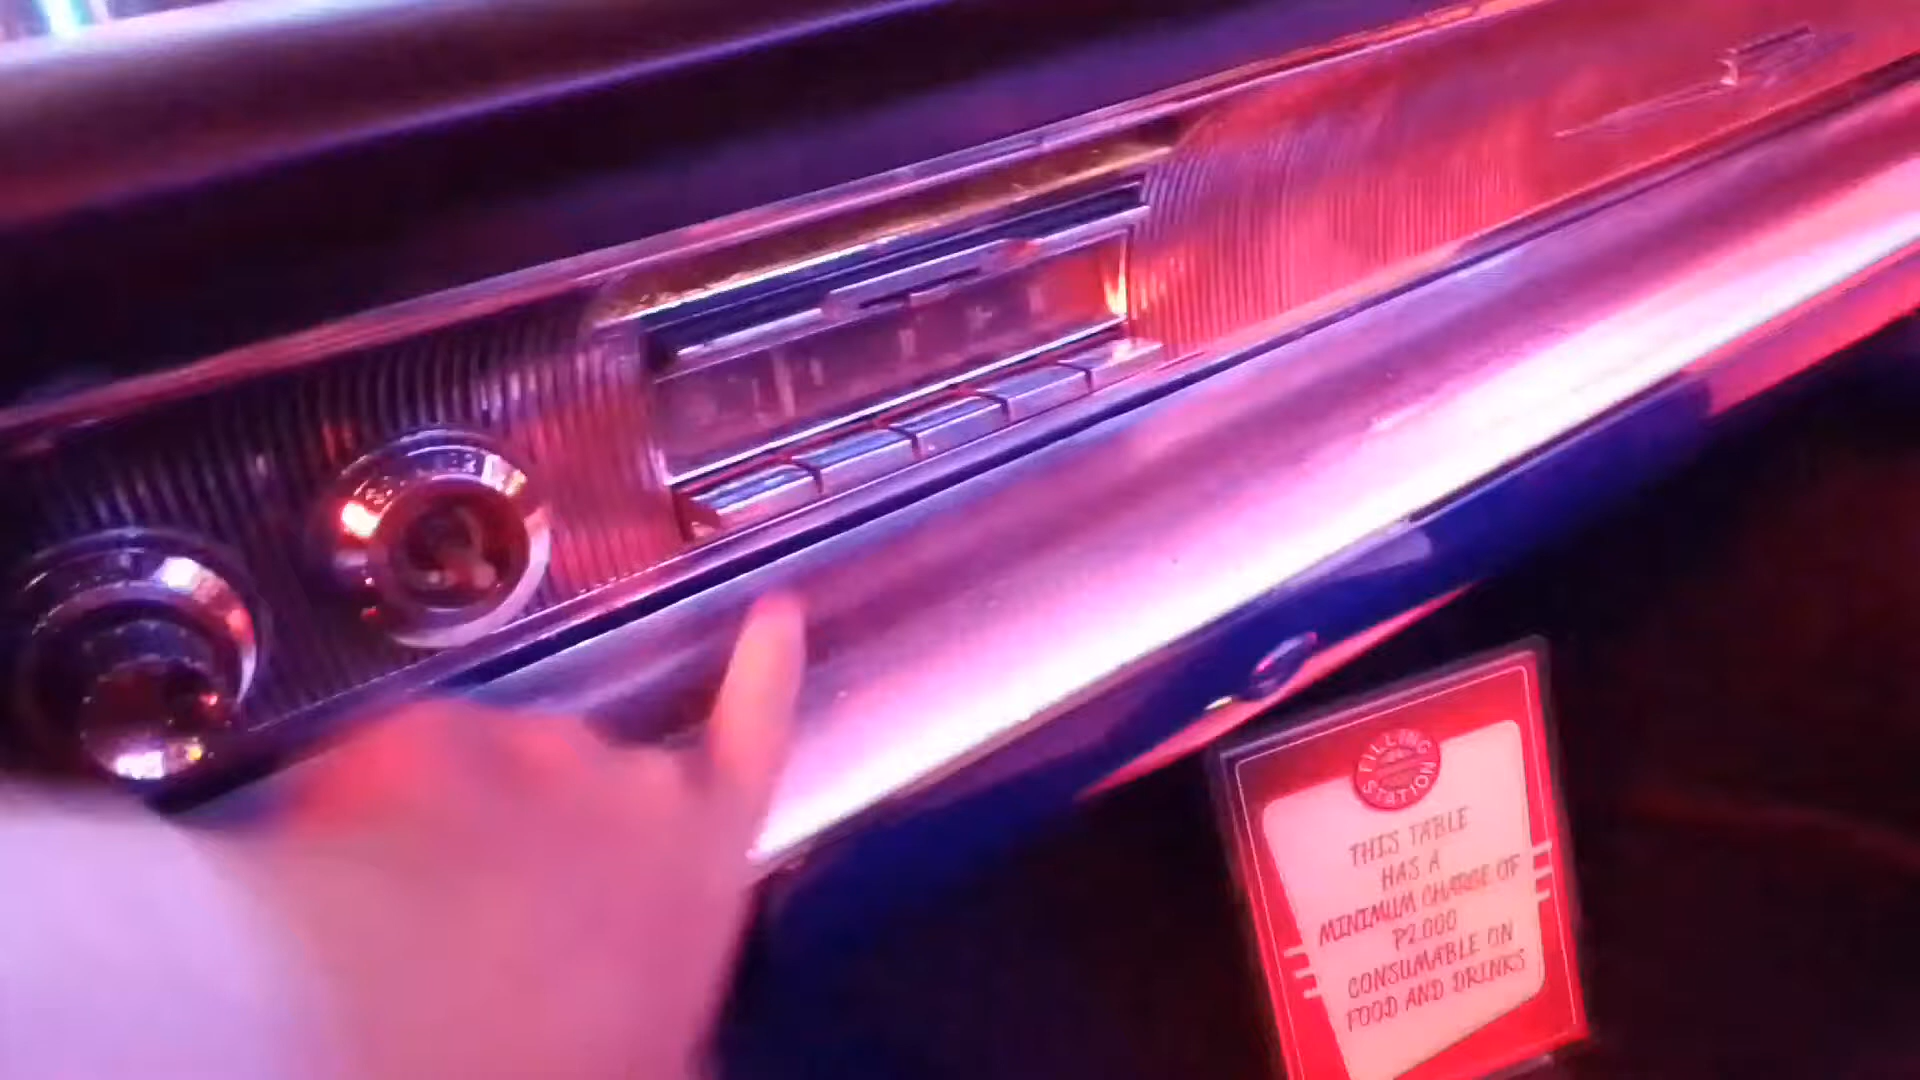 FILLING
STATION
THIS TABLE
HAS A
MINIMUM CHARGE OF
P2.000
CONSUMABLE ON
FOOD AND DRINKS